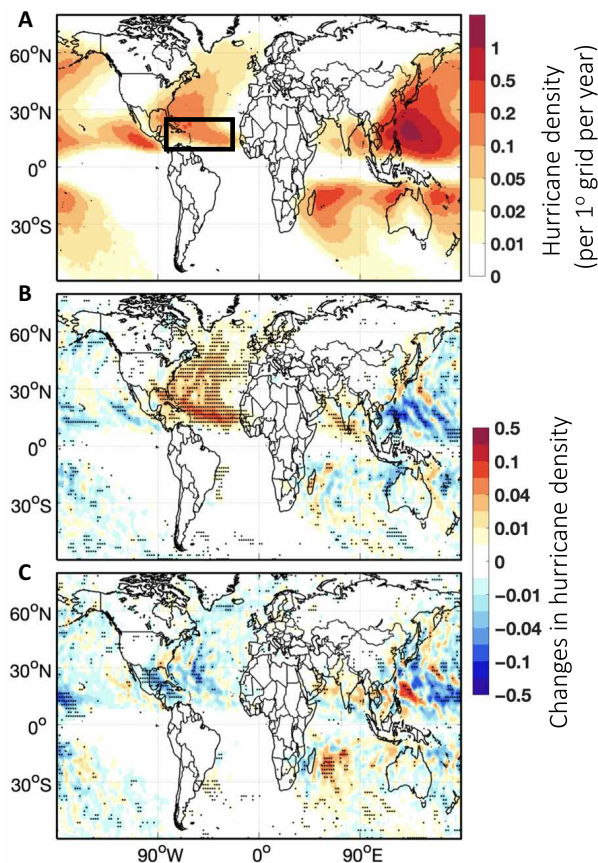 A
60°N
30°N
0°
30°S
1
0.5
0.2
0.1
0.05
0.02
0.01
0
Hurricane density
(per 1° grid per year)
B
60°N
30°N
0°
30°S
C
60°N
30°N
0°
30°S
0.5
0.1
0.04
0.01
0
−0.01
−0.04
−0.1
−0.5
Changes in hurricane density
90°W 0° 90°E